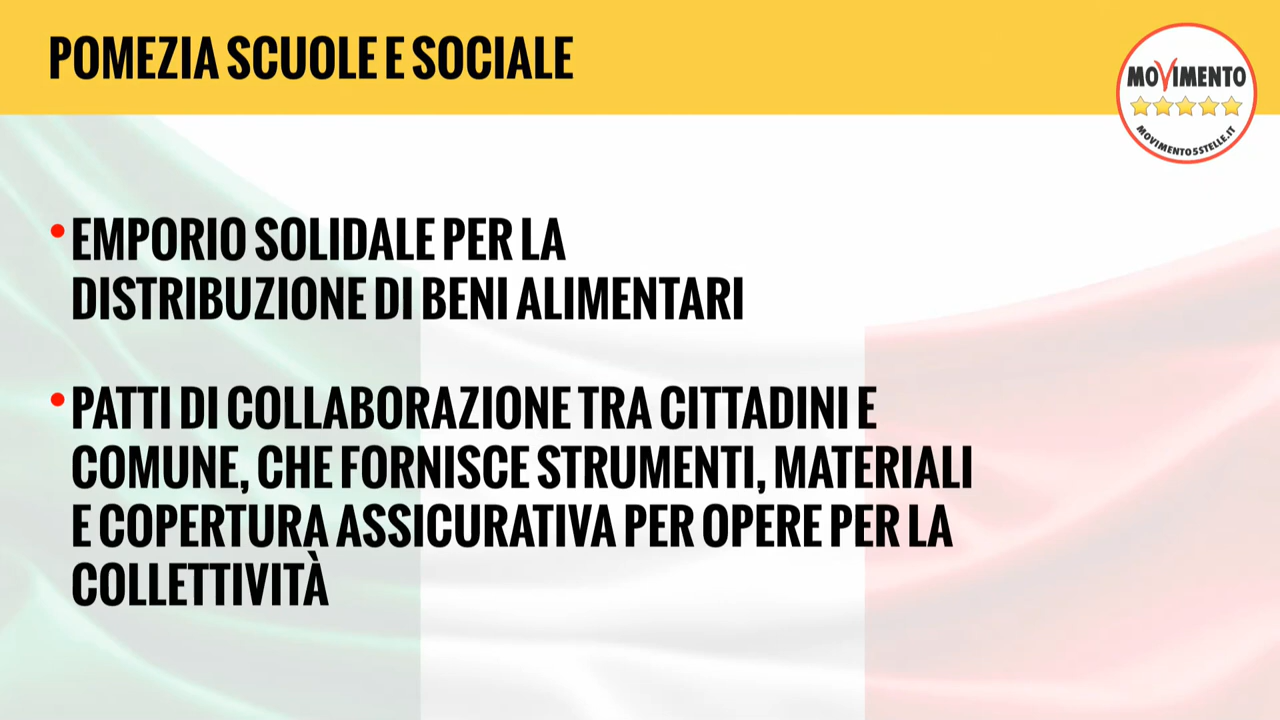 POMEZIA SCUOLE E SOCIALE
MOVIMENTO
MOVIMENTO5STELLE.IT
•EMPORIO SOLIDALE PER LA
DISTRIBUZIONE DI BENI ALIMENTARI
•PATTI DI COLLABORAZIONE TRA CITTADINI E
COMUNE, CHE FORNISCE STRUMENTI, MATERIALI
E COPERTURA ASSICURATIVA PER OPERE PER LA
COLLETTIVITÀ